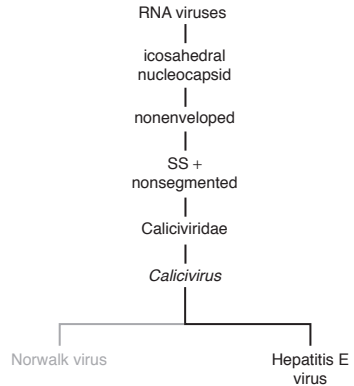 RNA viruses
icosahedral
nucleocapsid
nonenveloped
SS +
nonsegmented
Caliciviridae
Calicivirus
Norwalk virus
Hepatitis E
virus